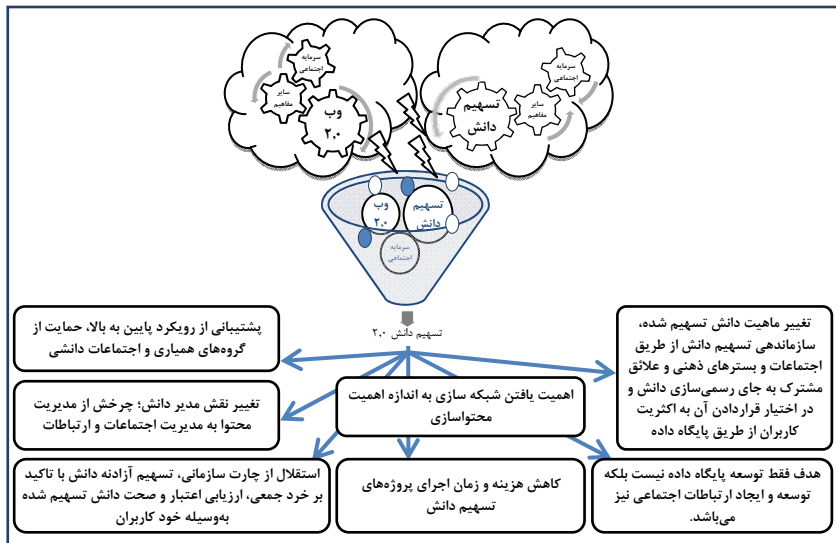 تسهیم
دانش
سایر
مفاهیم
سرمایه
اجتماعی
سرمایه
اجتماعی
سایر
مفاهیم
وب
۲.۰
تسهیم
دانش
وب
۲.۰
سرمایه
اجتماعی
تسهیم دانش ۲.۰
تغییر ماهیت دانش تسهیم شده،
سازماندهی تسهیم دانش از طریق
اجتماعات و بسترهای ذهنی و علائق
مشترک به جای رسمی‌سازی دانش و
در اختیار قراردادن آن به اکثریت
کاربران از طریق پایگاه داده
پشتیبانی از رویکرد پایین به بالا، حمایت از
گروه‌های همیاری و اجتماعات دانشی
اهمیت یافتن شبکه سازی به اندازه اهمیت
محتواسازی
تغییر نقش مدیر دانش؛ چرخش از مدیریت
محتوا به مدیریت اجتماعات و ارتباطات
هدف فقط توسعه پایگاه داده نیست بلکه
توسعه و ایجاد ارتباطات اجتماعی نیز
می‌باشد.
کاهش هزینه و زمان اجرای پروژه‌های
تسهیم دانش
استقلال از چارت سازمانی، تسهیم آزادنه دانش با تاکید
بر خرد جمعی، ارزیابی اعتبار و صحت دانش تسهیم شده
به‌وسیله خود کاربران